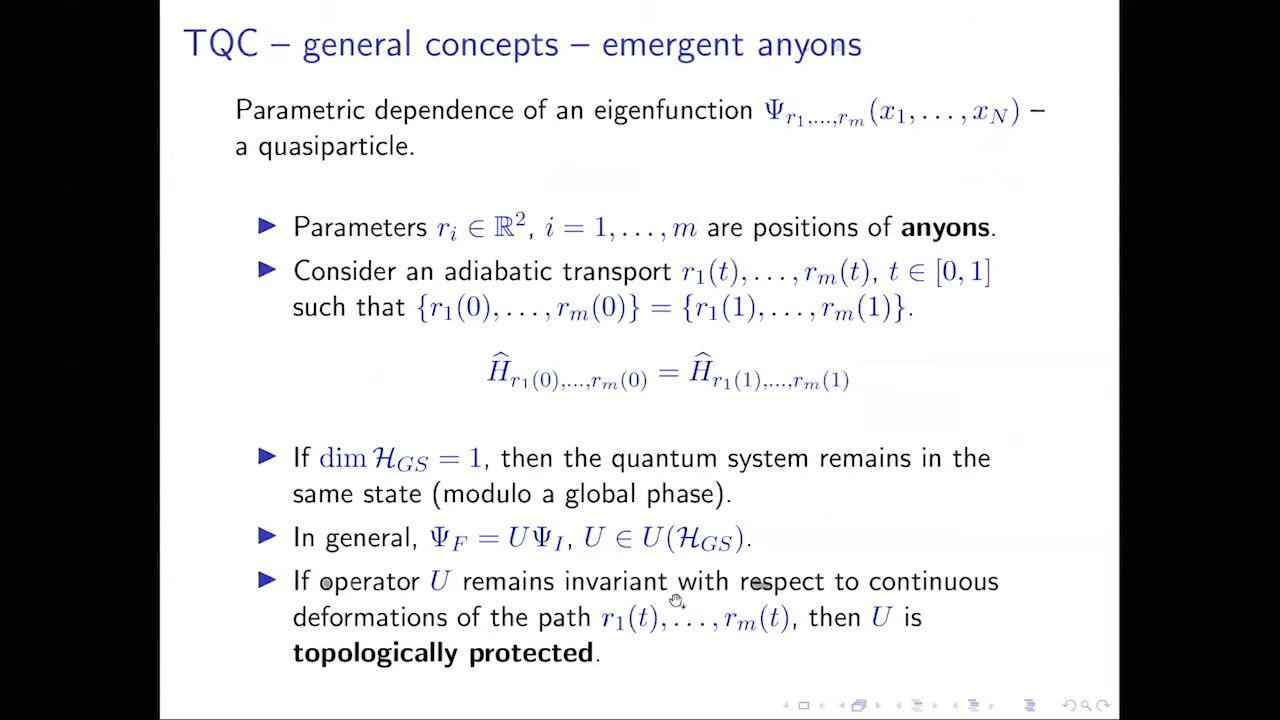 TQC – general concepts – emergent anyons
Parametric dependence of an eigenfunction Ψ_{r_1,...,r_m}(x_1, . . . , x_N) –
a quasiparticle.
▶ Parameters r_i ∈ ℝ^2, i = 1, . . . , m are positions of anyons.
▶ Consider an adiabatic transport r_1(t), . . . , r_m(t), t ∈ [0, 1]
such that {r_1(0), . . . , r_m(0)} = {r_1(1), . . . , r_m(1)}.
Ĥ_{r_1(0),...,r_m(0)} = Ĥ_{r_1(1),...,r_m(1)}
▶ If dim ℋ_{GS} = 1, then the quantum system remains in the
same state (modulo a global phase).
▶ In general, Ψ_F = UΨ_I, U ∈ U(ℋ_{GS}).
▶ If operator U remains invariant with respect to continuous
deformations of the path r_1(t), . . . , r_m(t), then U is
topologically protected.